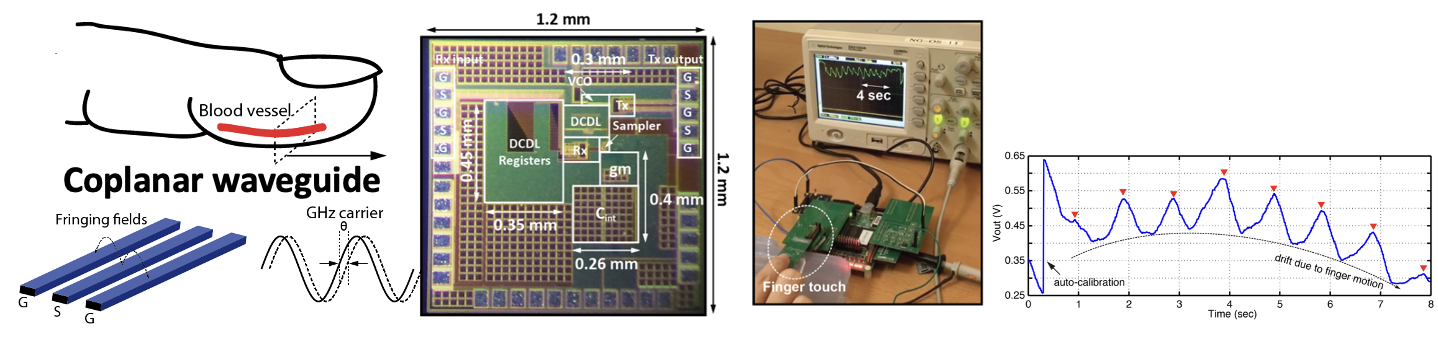 Blood vessel
Coplanar waveguide
Fringing fields
G
S
G
GHz carrier
θ
1.2 mm
Rx input
0.3 mm
Tx output
VCO
G
S
G
S
G
G
S
G
S
G
Tx
DCDL
Sampler
DCDL
Registers
Rx
gm
0.45 mm
0.35 mm
Cint
0.4 mm
0.26 mm
1.2 mm
4 sec
Finger touch
0.65
0.55
0.45
0.35
0.25
Vout (V)
auto-calibration
drift due to finger motion
0 1 2 3 4 5 6 7 8
Time (sec)